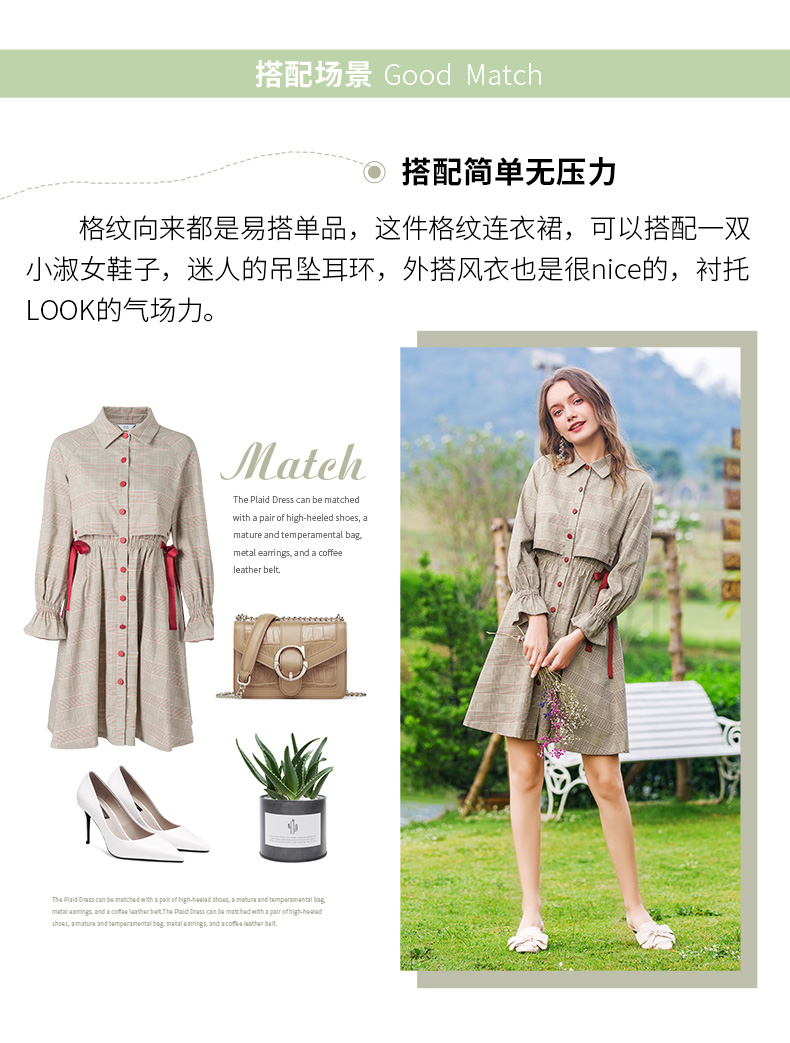 搭配场景 Good Match
搭配简单无压力
格纹向来都是易搭单品，这件格纹连衣裙，可以搭配一双
小淑女鞋子，迷人的吊坠耳环，外搭风衣也是很nice的，衬托
LOOK的气场力。
Match
The Plaid Dress can be matched
with a pair of high-heeled shoes, a
mature and temperamental bag,
metal earrings, and a coffee
leather belt.
The Plaid Dress can be matched with a pair of high-heeled shoes, a mature and temperamental bag,
metal earrings, and a coffee leather belt.The Plaid Dress can be matched with a pair of high-heeled
shoes, a mature and temperamental bag, metal earrings, and a coffee leather belt.